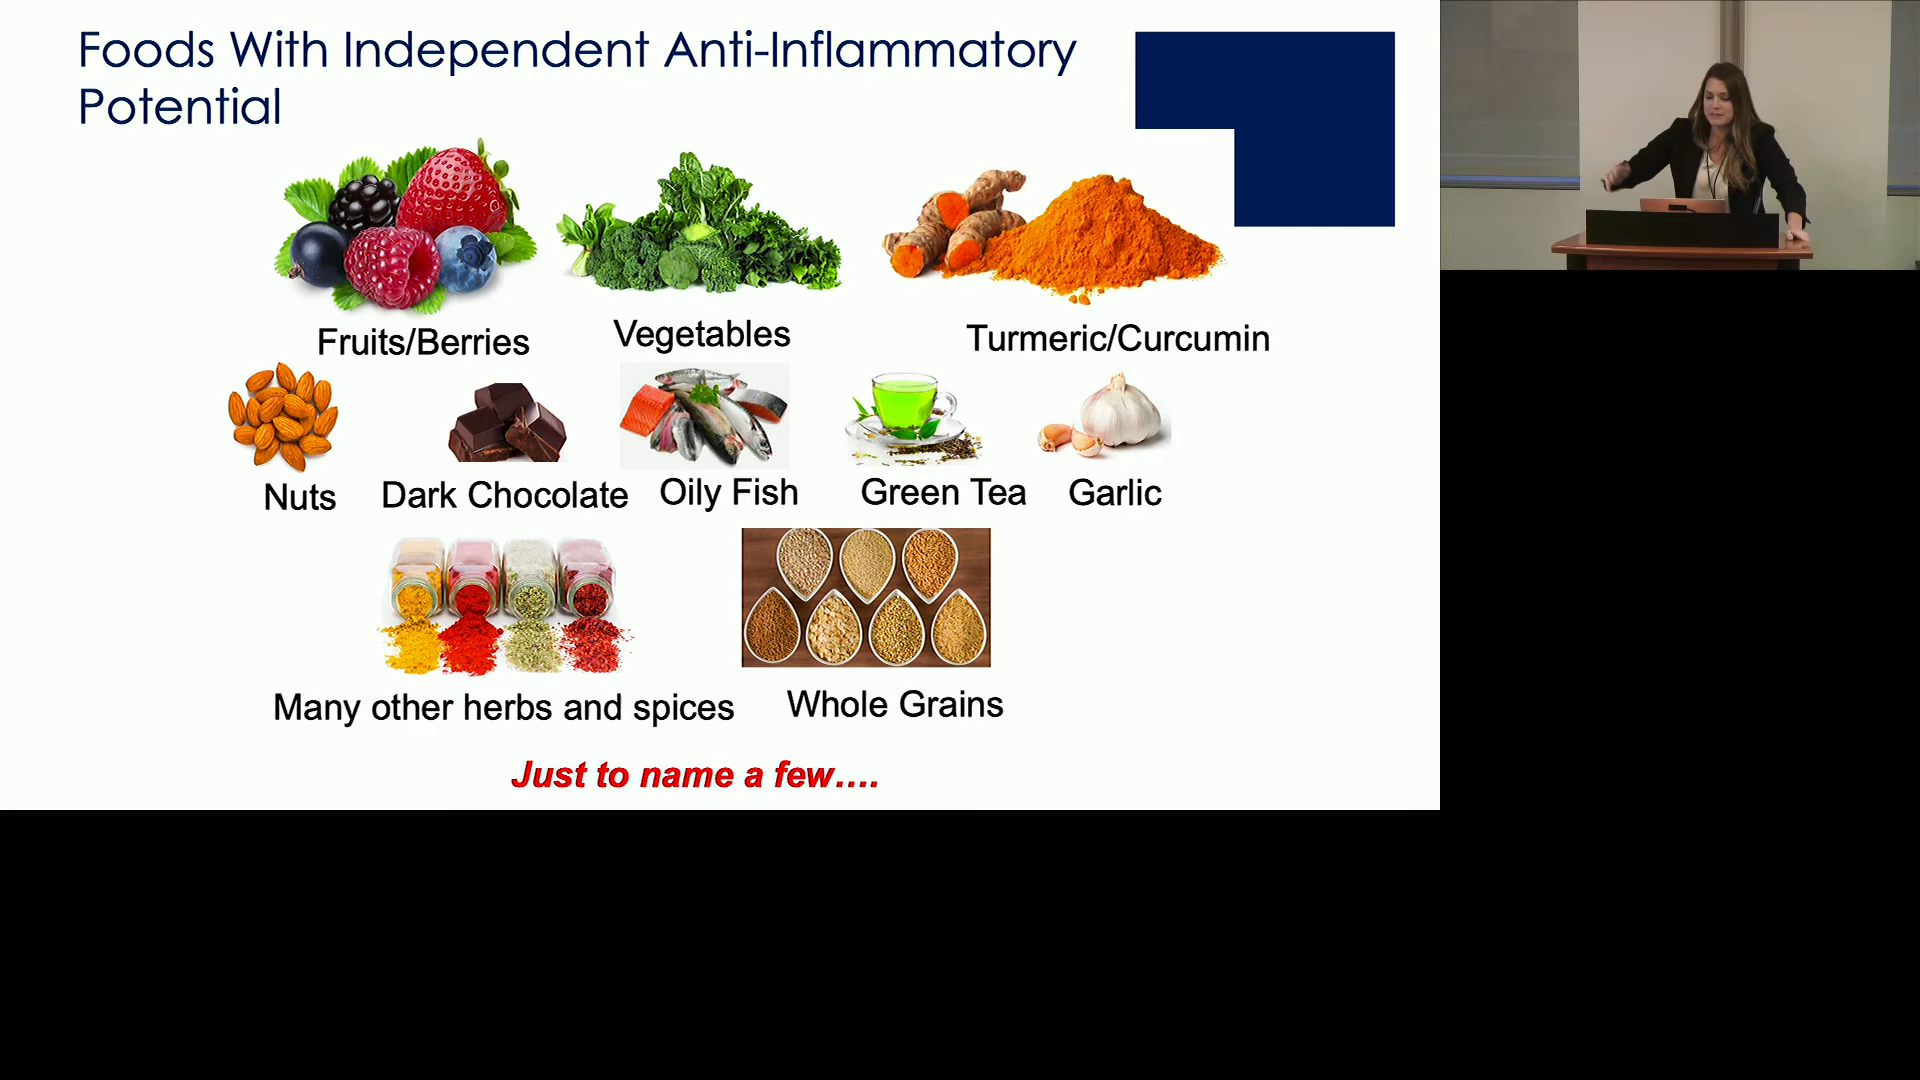 Foods With Independent Anti-Inflammatory
Potential
Fruits/Berries
Vegetables
Turmeric/Curcumin
Nuts
Dark Chocolate
Oily Fish
Green Tea
Garlic
Many other herbs and spices
Whole Grains
Just to name a few….